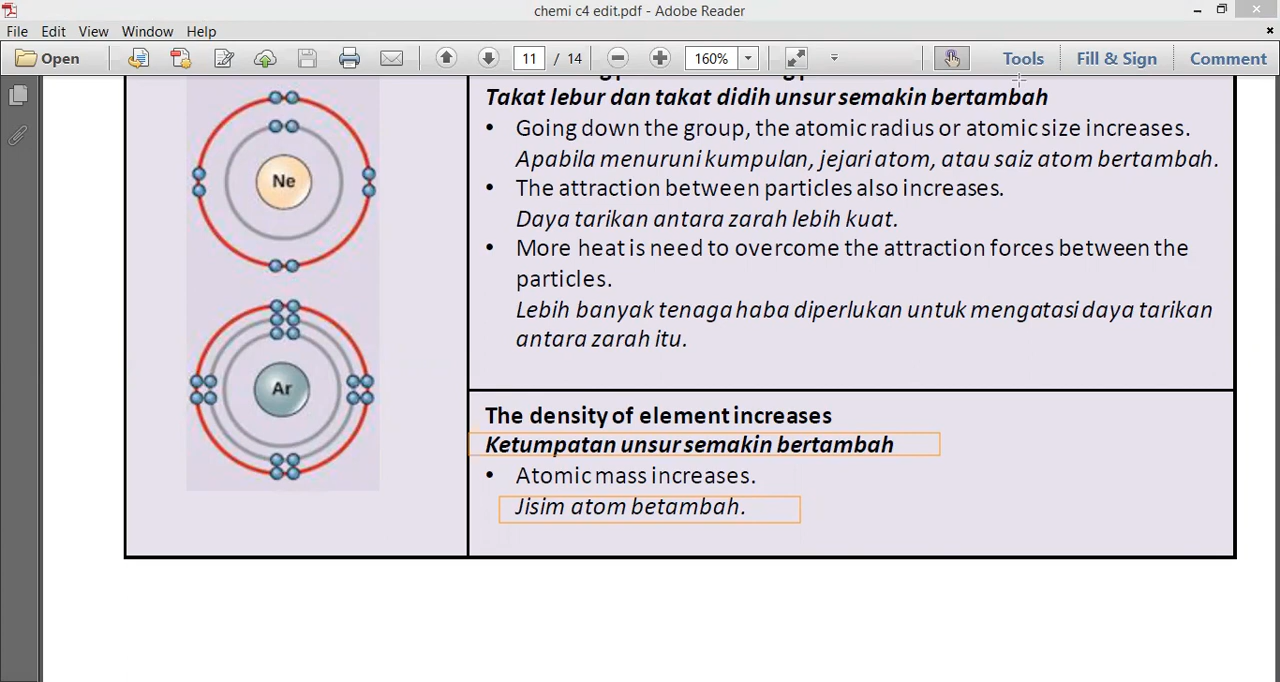 chemi c4 edit.pdf - Adobe Reader
File Edit View Window Help
Open 11 / 14 160% Tools Fill & Sign Comment
Takat lebur dan takat didih unsur semakin bertambah
• Going down the group, the atomic radius or atomic size increases.
Apabila menuruni kumpulan, jejari atom, atau saiz atom bertambah.
• The attraction between particles also increases.
Daya tarikan antara zarah lebih kuat.
• More heat is need to overcome the attraction forces between the
particles.
Lebih banyak tenaga haba diperlukan untuk mengatasi daya tarikan
antara zarah itu.
Ne
Ar
The density of element increases
Ketumpatan unsur semakin bertambah
• Atomic mass increases.
Jisim atom betambah.